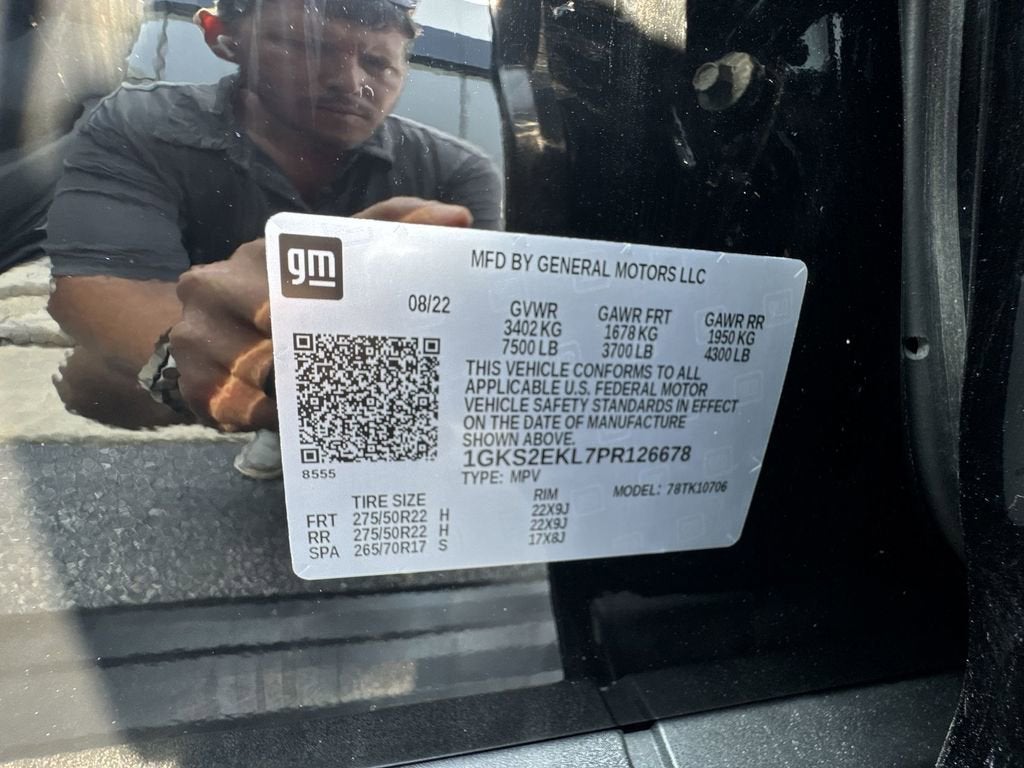 gm
MFD BY GENERAL MOTORS LLC
08/22 GVWR GAWR FRT GAWR RR
3402 KG 1678 KG 1950 KG
7500 LB 3700 LB 4300 LB
THIS VEHICLE CONFORMS TO ALL
APPLICABLE U.S. FEDERAL MOTOR
VEHICLE SAFETY STANDARDS IN EFFECT
ON THE DATE OF MANUFACTURE
SHOWN ABOVE.
1GKS2EKL7PR126678
8555
TYPE: MPV MODEL: 78TK10706
TIRE SIZE RIM
FRT 275/50R22 H 22X9J
RR 275/50R22 H 22X9J
SPA 265/70R17 S 17X8J